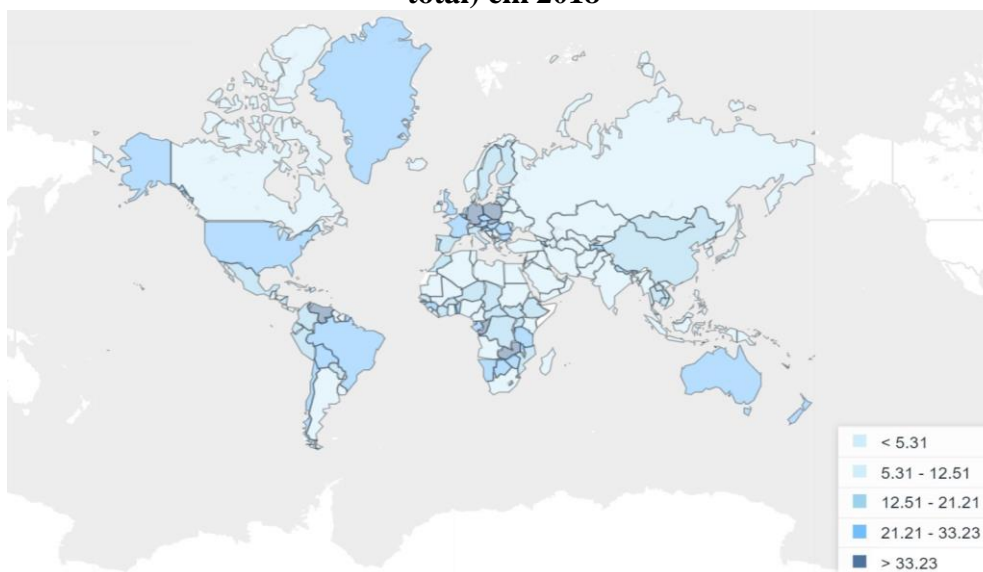 total) em 2018
< 5.31
5.31 - 12.51
12.51 - 21.21
21.21 - 33.23
> 33.23